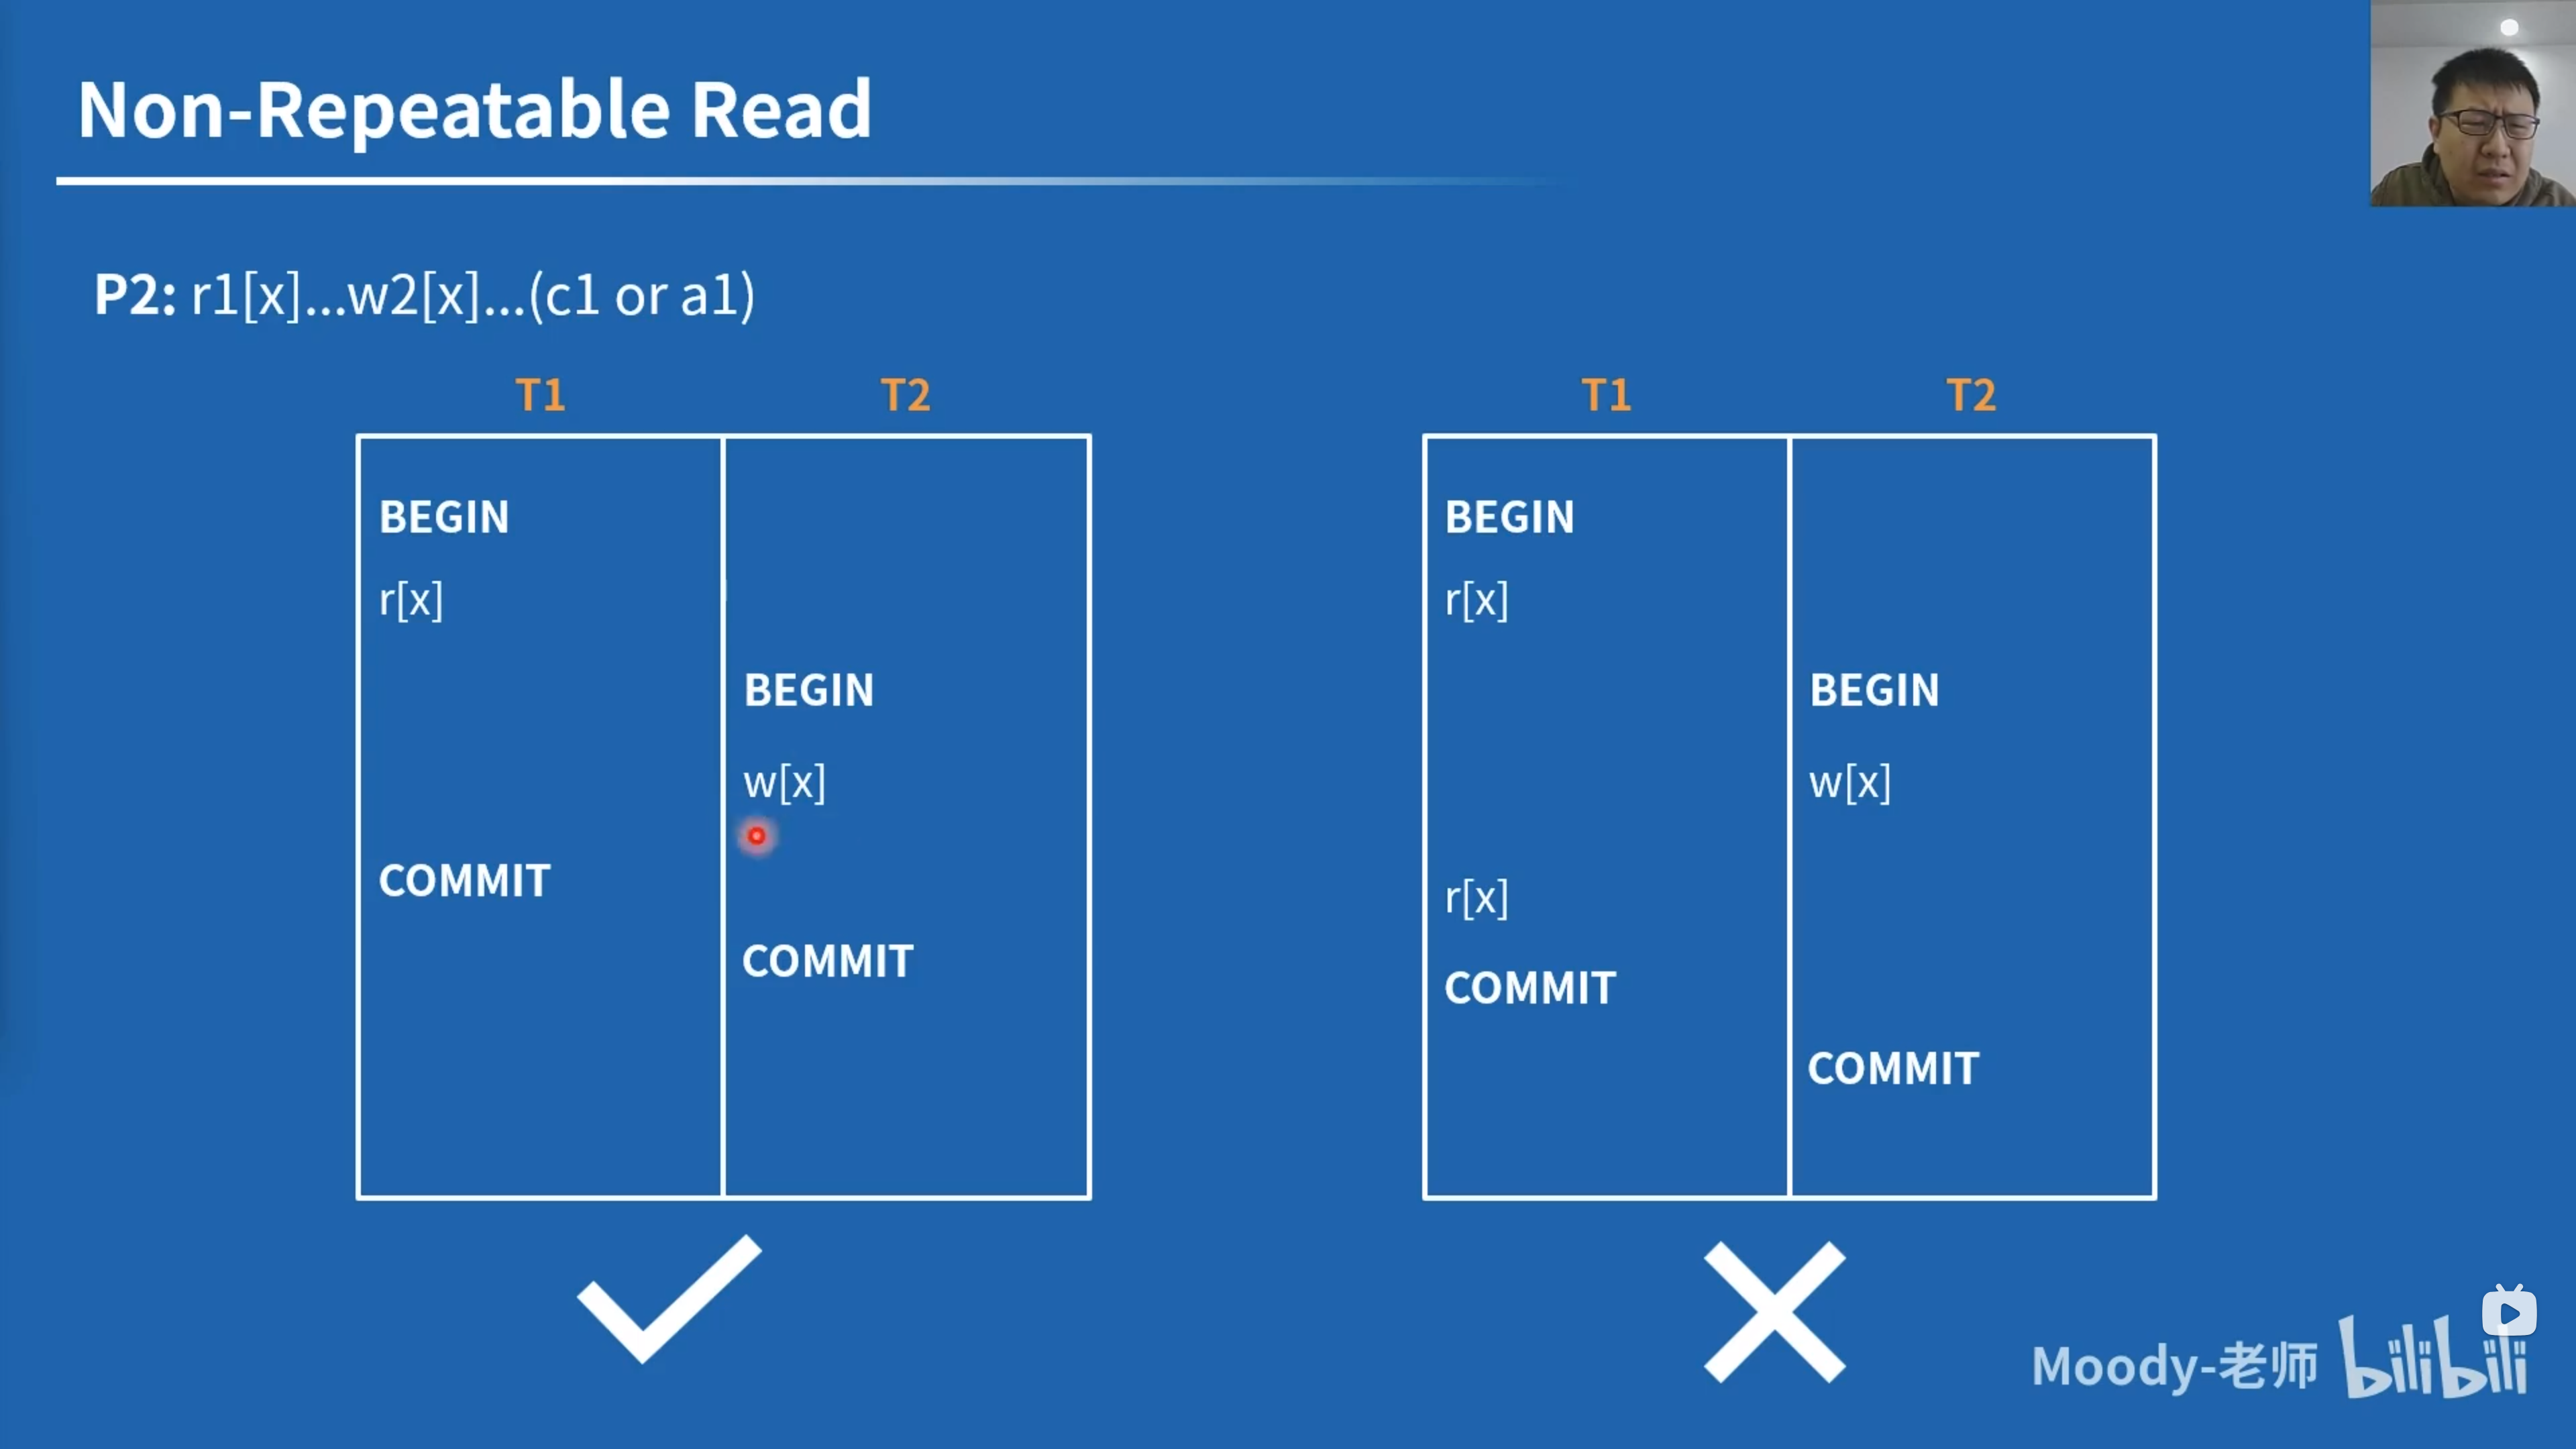 Non-Repeatable Read
P2: r1[x]...w2[x]...(c1 or a1)
T1 T2
BEGIN
r[x]
BEGIN
w[x]
COMMIT
COMMIT
T1 T2
BEGIN
r[x]
BEGIN
w[x]
r[x]
COMMIT
COMMIT
Moody-老师 bilibili